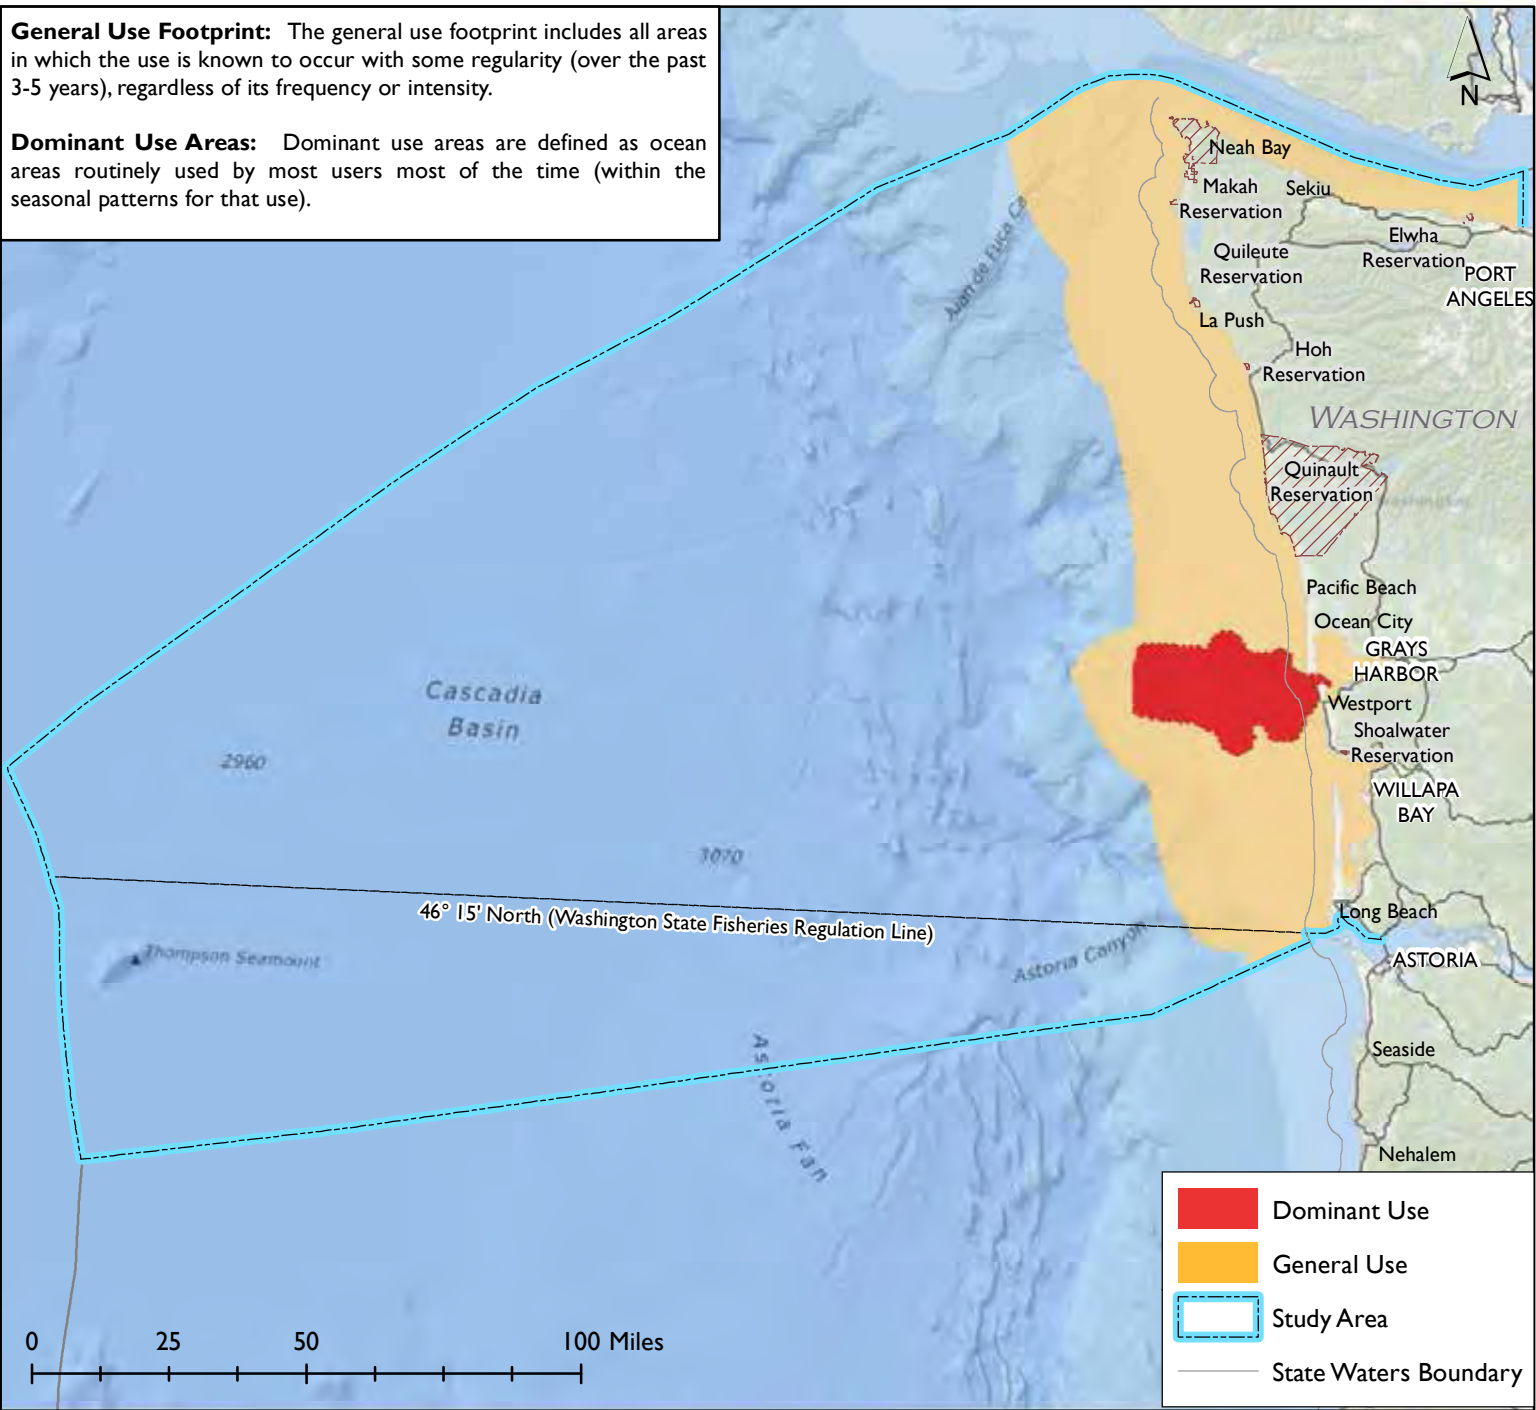 General Use Footprint: The general use footprint includes all areas
in which the use is known to occur with some regularity (over the past
3-5 years), regardless of its frequency or intensity.
Dominant Use Areas: Dominant use areas are defined as ocean
areas routinely used by most users most of the time (within the
seasonal patterns for that use).
N
Neah Bay
Makah
Reservation
Sekiu
Elwha
Reservation
PORT
ANGELES
Quileute
Reservation
La Push
Juan de Fuca Ca
Hoh
Reservation
WASHINGTON
Quinault
Reservation
Washington
Pacific Beach
Ocean City
GRAYS
HARBOR
Westport
Shoalwater
Reservation
WILLAPA
BAY
Cascadia
Basin
2960
3070
46° 15' North (Washington State Fisheries Regulation Line)
Long Beach
ASTORIA
Thompson Seamount
Astoria Canyon
Astoria Fan
Seaside
Nehalem
Dominant Use
General Use
Study Area
State Waters Boundary
0 25 50 100 Miles